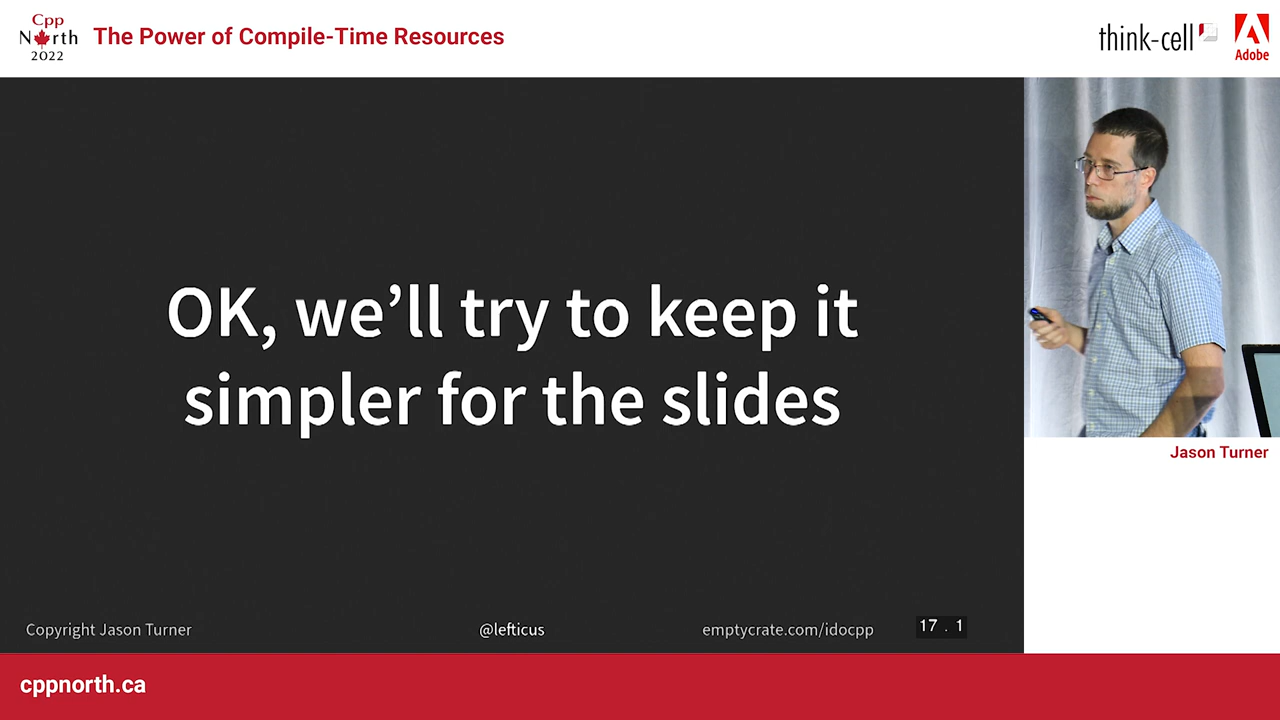 Cpp
North
2022
The Power of Compile-Time Resources
think-cell
Adobe
OK, we’ll try to keep it
simpler for the slides
Copyright Jason Turner
@lefticus
emptycrate.com/idocpp
17 . 1
Jason Turner
cppnorth.ca